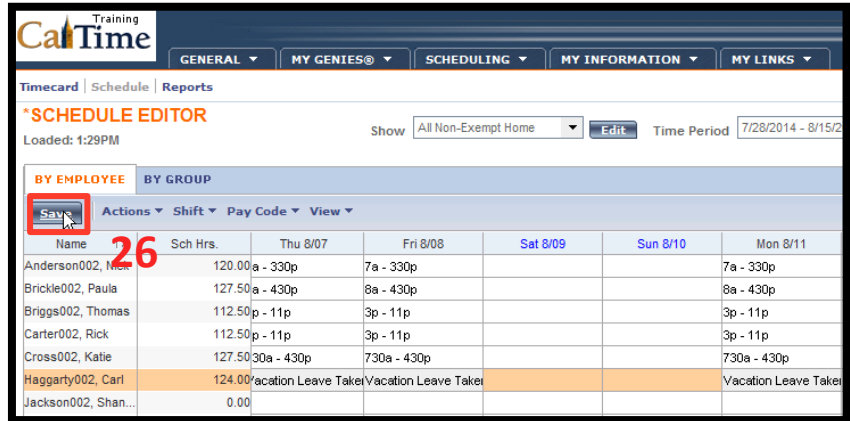 Training
CalTime
GENERAL MY GENIES® SCHEDULING MY INFORMATION MY LINKS
Timecard Schedule Reports
*SCHEDULE EDITOR
Loaded: 1:29PM
Show All Non-Exempt Home Edit Time Period 7/28/2014 - 8/15/2
BY EMPLOYEE BY GROUP
Save Actions Shift Pay Code View
26
Name Sch Hrs. Thu 8/07 Fri 8/08 Sat 8/09 Sun 8/10 Mon 8/11
Anderson002, Nick 120.00 a - 330p 7a - 330p 7a - 330p
Brickle002, Paula 127.50 a - 430p 8a - 430p 8a - 430p
Briggs002, Thomas 112.50 p - 11p 3p - 11p 3p - 11p
Carter002, Rick 112.50 p - 11p 3p - 11p 3p - 11p
Cross002, Katie 127.50 30a - 430p 730a - 430p 730a - 430p
Haggarty002, Carl 124.00 acation Leave Taker Vacation Leave Taker Vacation Leave Taker
Jackson002, Shan... 0.00